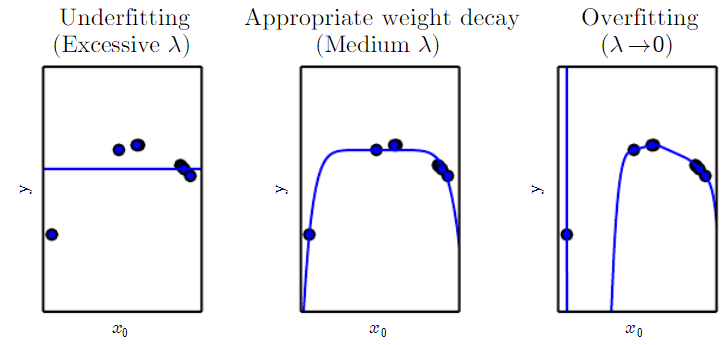 Underfitting
(Excessive λ)
Appropriate weight decay
(Medium λ)
Overfitting
(λ→0)
y
x₀
y
x₀
y
x₀